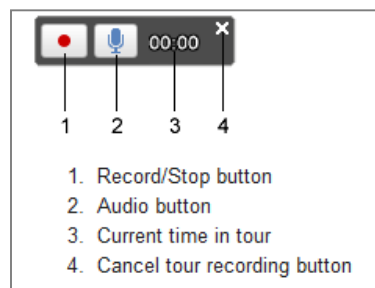 00:00
1 2 3 4
1. Record/Stop button
2. Audio button
3. Current time in tour
4. Cancel tour recording button